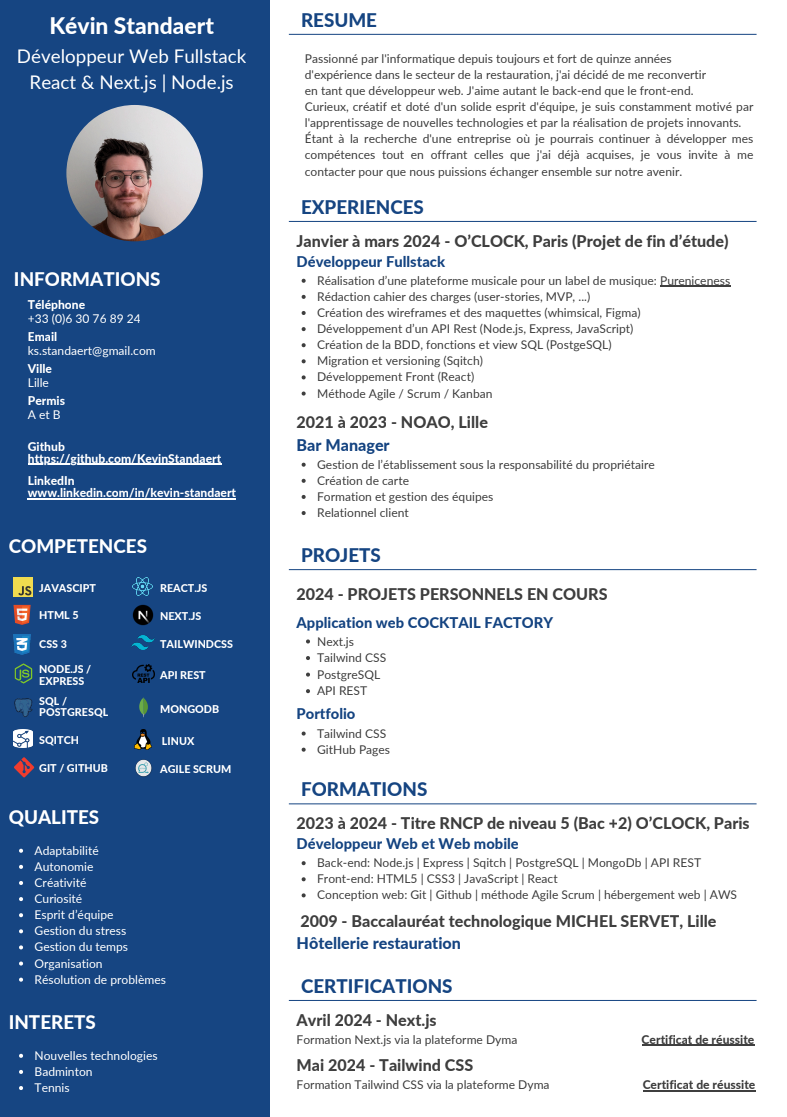 Kévin Standaert
Développeur Web Fullstack
React & Next.js | Node.js
INFORMATIONS
Téléphone
+33 (0)6 30 76 89 24
Email
ks.standaert@gmail.com
Ville
Lille
Permis
A et B
Github
https://github.com/KevinStandaert
LinkedIn
www.linkedin.com/in/kevin-standaert
COMPETENCES
JS JAVASCIPT
REACT.JS
HTML 5
N NEXT.JS
CSS 3
TAILWINDCSS
NODE.JS /
EXPRESS
API REST
SQL /
POSTGRESQL
MONGODB
SQITCH
LINUX
GIT / GITHUB
AGILE SCRUM
QUALITES
• Adaptabilité
• Autonomie
• Créativité
• Curiosité
• Esprit d'équipe
• Gestion du stress
• Gestion du temps
• Organisation
• Résolution de problèmes
INTERETS
• Nouvelles technologies
• Badminton
• Tennis
RESUME
Passionné par l'informatique depuis toujours et fort de quinze années
d'expérience dans le secteur de la restauration, j'ai décidé de me reconvertir
en tant que développeur web. J'aime autant le back-end que le front-end.
Curieux, créatif et doté d'un solide esprit d'équipe, je suis constamment motivé par
l'apprentissage de nouvelles technologies et par la réalisation de projets innovants.
Étant à la recherche d'une entreprise où je pourrais continuer à développer mes
compétences tout en offrant celles que j'ai déjà acquises, je vous invite à me
contacter pour que nous puissions échanger ensemble sur notre avenir.
EXPERIENCES
Janvier à mars 2024 - O'CLOCK, Paris (Projet de fin d'étude)
Développeur Fullstack
• Réalisation d'une plateforme musicale pour un label de musique: Pureniceness
• Rédaction cahier des charges (user-stories, MVP, ...)
• Création des wireframes et des maquettes (whimsical, Figma)
• Développement d'un API Rest (Node.js, Express, JavaScript)
• Création de la BDD, fonctions et view SQL (PostgeSQL)
• Migration et versioning (Sqitch)
• Développement Front (React)
• Méthode Agile / Scrum / Kanban
2021 à 2023 - NOAO, Lille
Bar Manager
• Gestion de l'établissement sous la responsabilité du propriétaire
• Création de carte
• Formation et gestion des équipes
• Relationnel client
PROJETS
2024 - PROJETS PERSONNELS EN COURS
Application web COCKTAIL FACTORY
• Next.js
• Tailwind CSS
• PostgreSQL
• API REST
Portfolio
• Tailwind CSS
• GitHub Pages
FORMATIONS
2023 à 2024 - Titre RNCP de niveau 5 (Bac +2) O'CLOCK, Paris
Développeur Web et Web mobile
• Back-end: Node.js | Express | Sqitch | PostgreSQL | MongoDb | API REST
• Front-end: HTML5 | CSS3 | JavaScript | React
• Conception web: Git | Github | méthode Agile Scrum | hébergement web | AWS
2009 - Baccalauréat technologique MICHEL SERVET, Lille
Hôtellerie restauration
CERTIFICATIONS
Avril 2024 - Next.js
Formation Next.js via la plateforme Dyma Certificat de réussite
Mai 2024 - Tailwind CSS
Formation Tailwind CSS via la plateforme Dyma Certificat de réussite